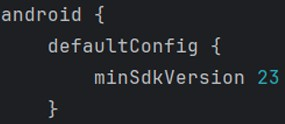 android {
    defaultConfig {
        minSdkVersion 23
    }